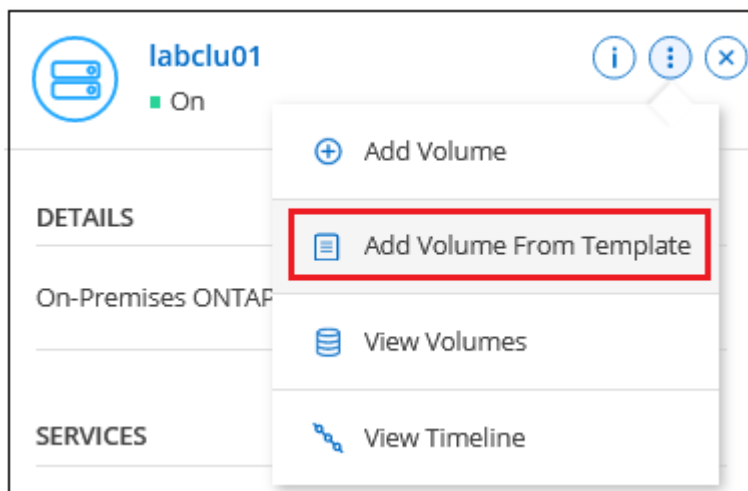 labclu01
On
Add Volume
DETAILS
Add Volume From Template
On-Premises ONTAP
View Volumes
SERVICES
View Timeline